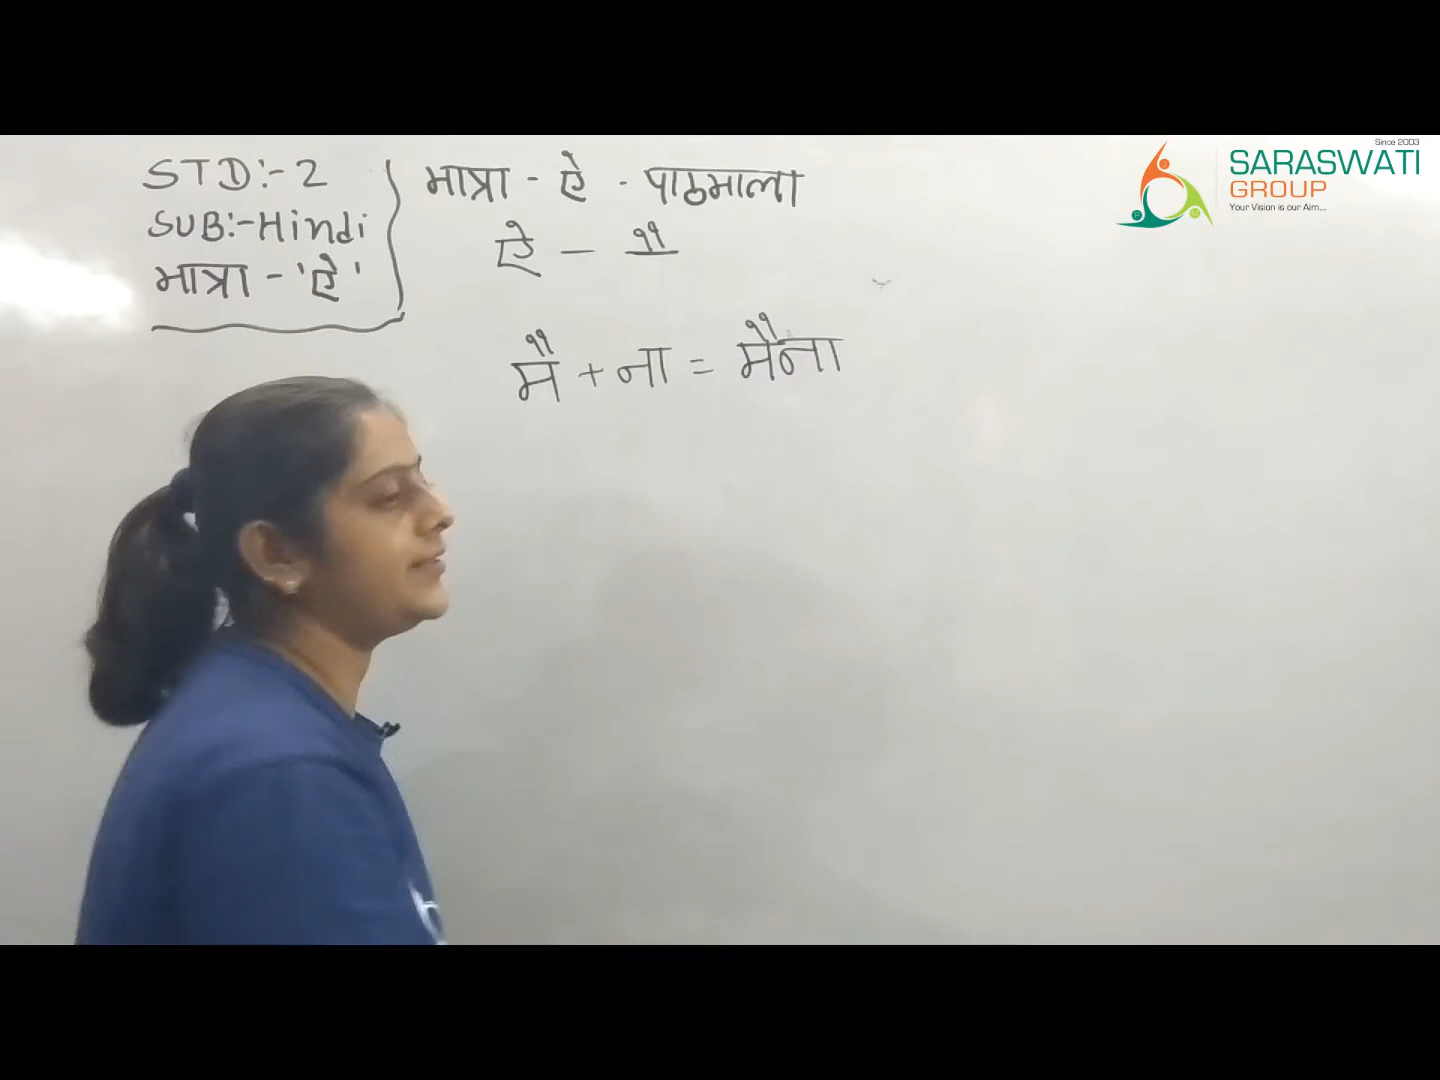 STD:-2
SUB:-Hindi
मात्रा - 'ऐ'
मात्रा - ऐ - पाठमाला
ऐ – ै
मै + ना = मैना
Since 2003
SARASWATI
GROUP
Your Vision is our Aim...